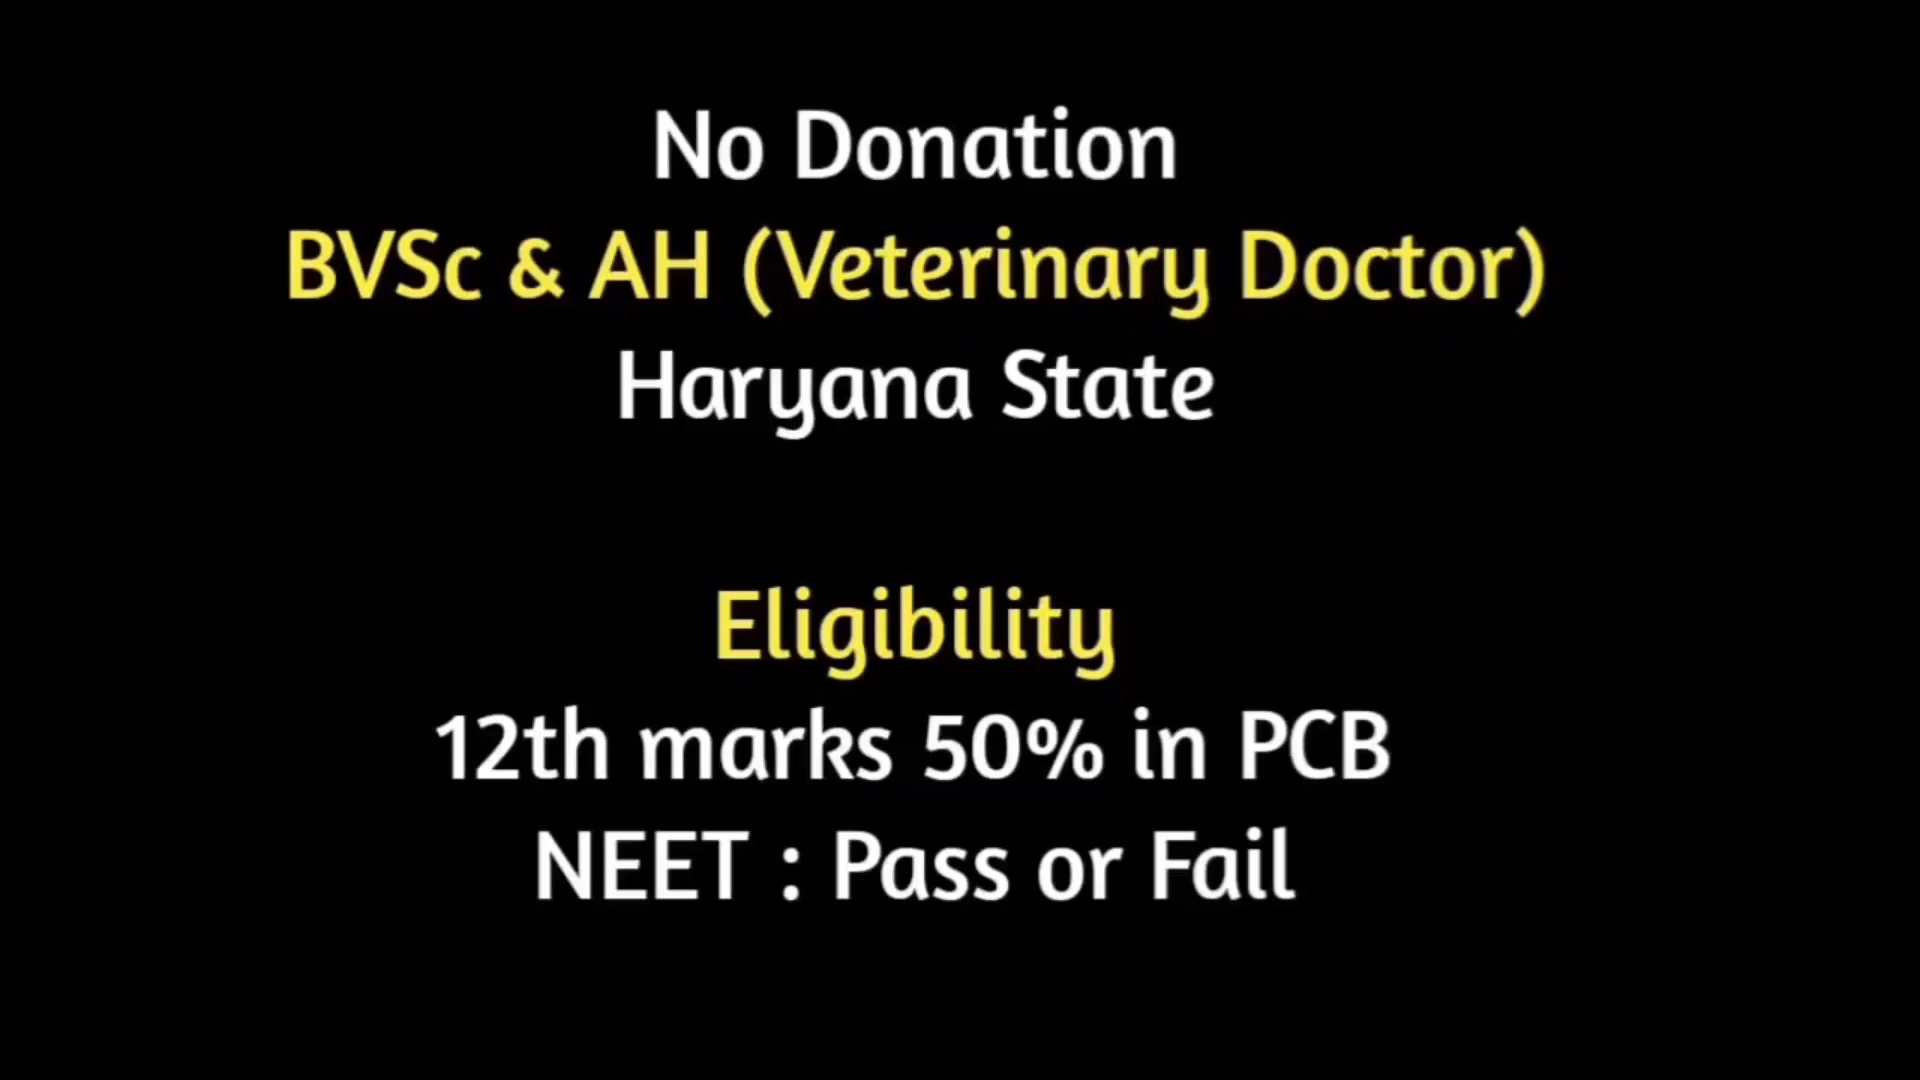 No Donation
BVSc & AH (Veterinary Doctor)
Haryana State
Eligibility
12th marks 50% in PCB
NEET : Pass or Fail